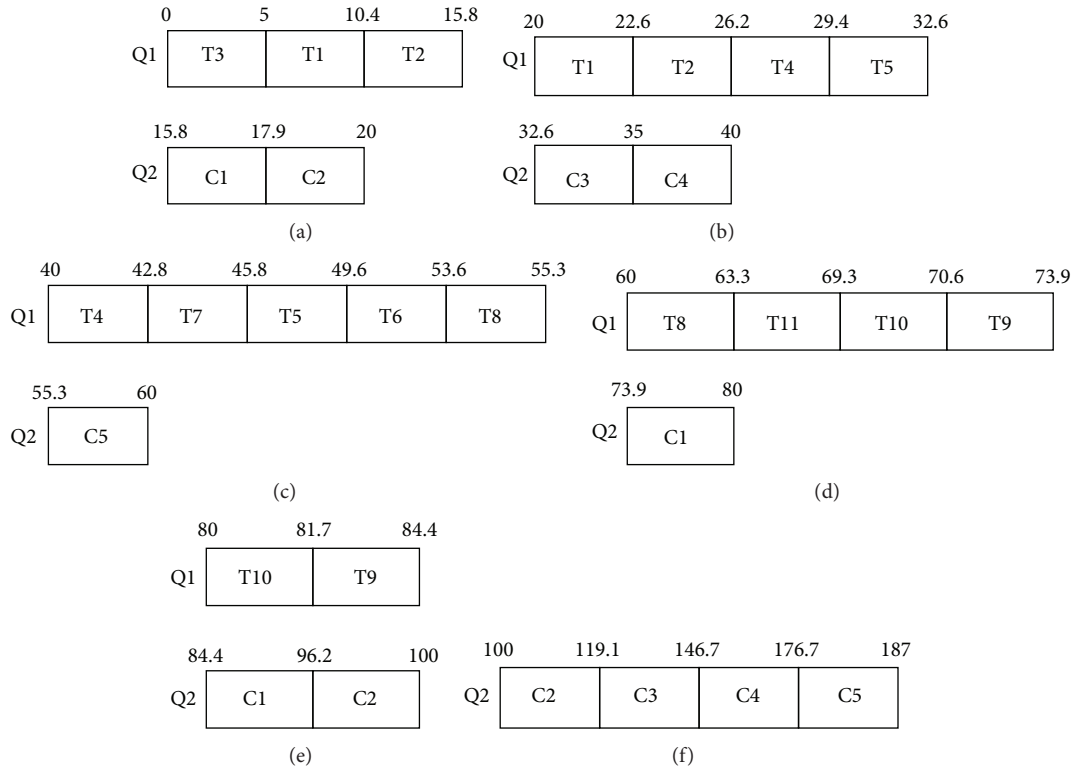 0 5 10.4 15.8
Q1 T3 T1 T2
15.8 17.9 20
Q2 C1 C2
(a)
20 22.6 26.2 29.4 32.6
Q1 T1 T2 T4 T5
32.6 35 40
Q2 C3 C4
(b)
40 42.8 45.8 49.6 53.6 55.3
Q1 T4 T7 T5 T6 T8
55.3 60
Q2 C5
(c)
60 63.3 69.3 70.6 73.9
Q1 T8 T11 T10 T9
73.9 80
Q2 C1
(d)
80 81.7 84.4
Q1 T10 T9
84.4 96.2 100
Q2 C1 C2
(e)
100 119.1 146.7 176.7 187
Q2 C2 C3 C4 C5
(f)